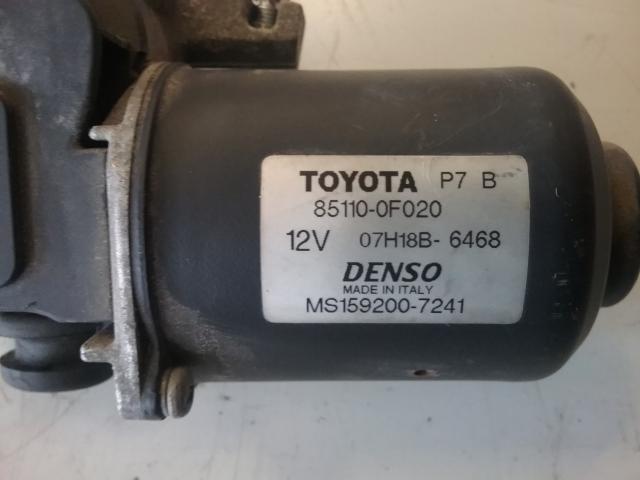 TOYOTA P7 B
85110-0F020
12V 07H18B- 6468
DENSO
MADE IN ITALY
MS159200-7241